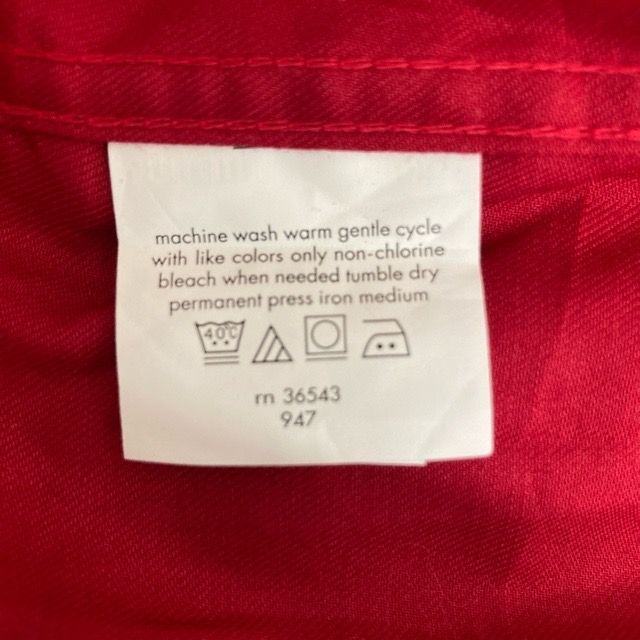 machine wash warm gentle cycle
with like colors only non-chlorine
bleach when needed tumble dry
permanent press iron medium
40°C
rn 36543
947